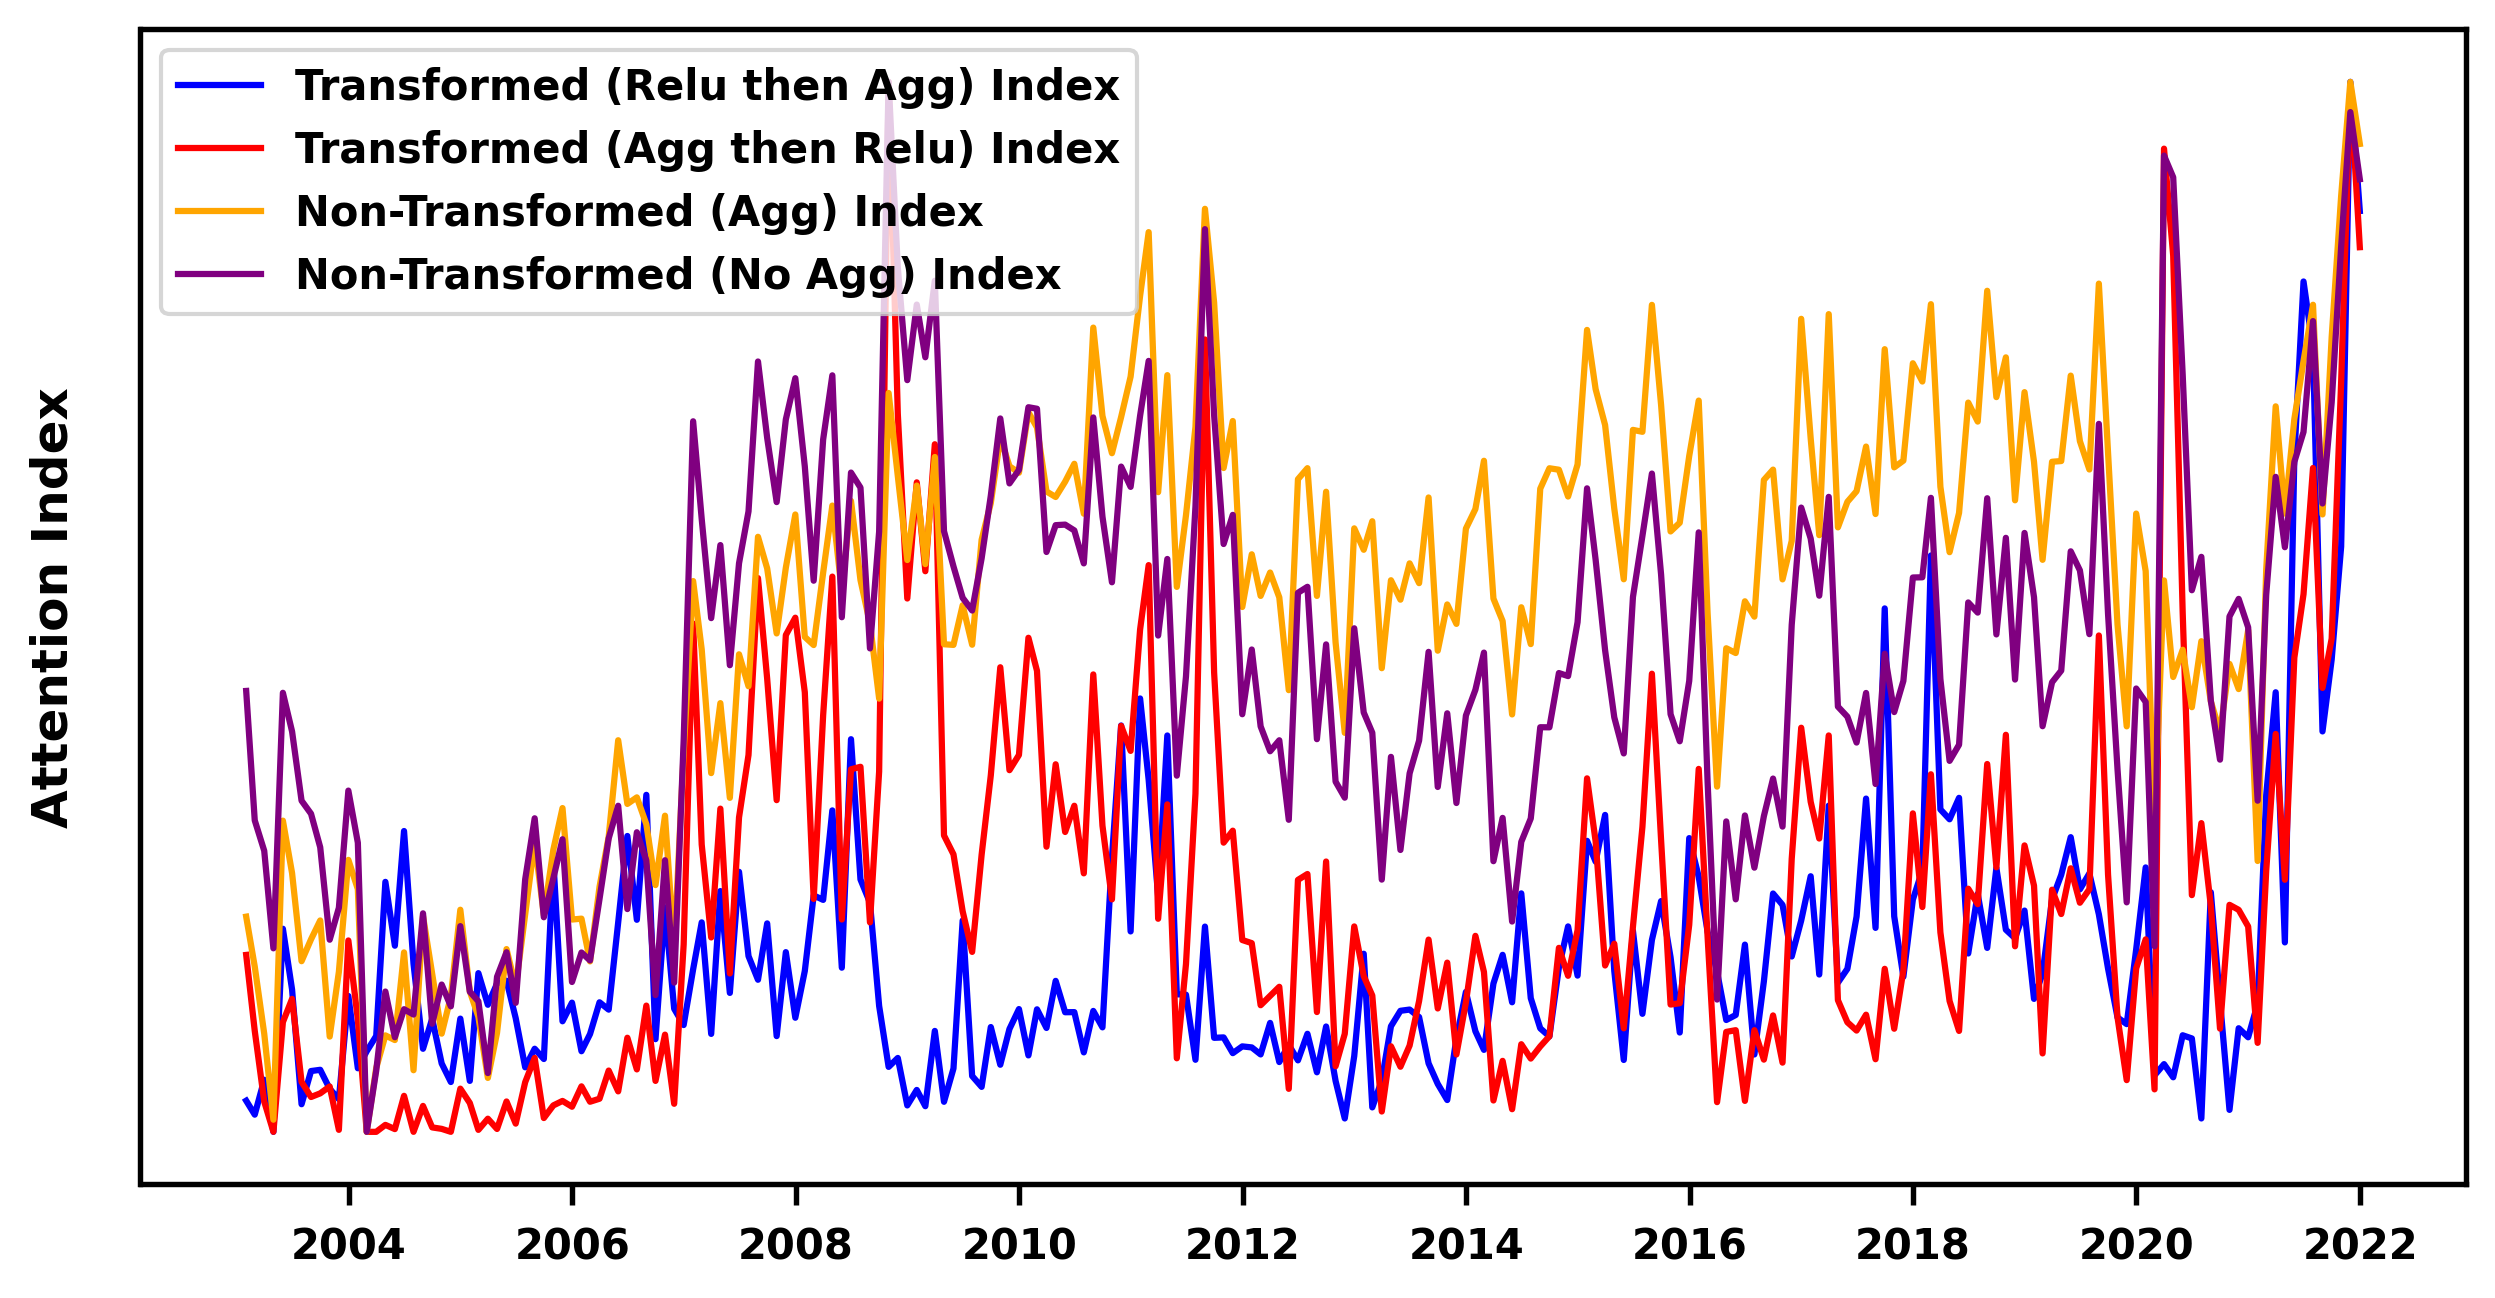 Transformed (Relu then Agg) Index
Transformed (Agg then Relu) Index
Non-Transformed (Agg) Index
Non-Transformed (No Agg) Index
Attention Index
2004 2006 2008 2010 2012 2014 2016 2018 2020 2022